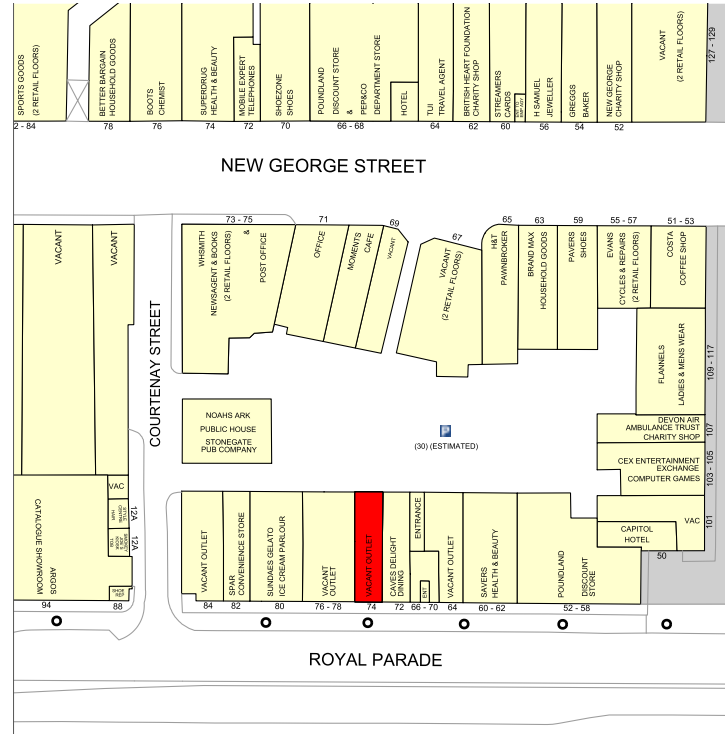 SPORTS GOODS
(2 RETAIL FLOORS)
BETTER BARGAIN
HOUSEHOLD GOODS
BOOTS
CHEMIST
SUPERDRUG
HEALTH & BEAUTY
MOBILE EXPERT
TELEPHONES
SHOEZONE
SHOES
POUNDLAND
DISCOUNT STORE
&
PEP&CO
DEPARTMENT STORE
HOTEL
TUI
TRAVEL AGENT
BRITISH HEART FOUNDATION
CHARITY SHOP
STREAMERS
CARDS
H SAMUEL
JEWELLER
GREGGS
BAKER
NEW GEORGE
CHARITY SHOP
VACANT
(2 RETAIL FLOORS)
127 - 129
2 - 84
78
76
74
72
70
66 - 68
64
62
60
56
54
52
NEW GEORGE STREET
73 - 75
71
69
67
65
63
59
55 - 57
51 - 53
VACANT
VACANT
WHSMITH
NEWSAGENT & BOOKS
(2 RETAIL FLOORS)
&
POST OFFICE
OFFICE
MOMENTS
CAFE
VACANT
VACANT
(2 RETAIL FLOORS)
H&T
PAWNBROKER
BRAND MAX
HOUSEHOLD GOODS
PAVERS
SHOES
EVANS
CYCLES & REPAIRS
(2 RETAIL FLOORS)
COSTA
COFFEE SHOP
COURTENAY STREET
FLANNELS
LADIES & MENS WEAR
109 - 117
NOAHS ARK
PUBLIC HOUSE
STONEGATE
PUB COMPANY
P
(30) (ESTIMATED)
DEVON AIR
AMBULANCE TRUST
CHARITY SHOP
107
CEX ENTERTAINMENT
EXCHANGE
COMPUTER GAMES
103 - 105
VAC
101
CAPITOL
HOTEL
50
VAC
12A
12A
ARGOS
CATALOGUE SHOWROOM
SHOE
REP
94
88
VACANT OUTLET
SPAR
CONVENIENCE STORE
SUNDAES GELATO
ICE CREAM PARLOUR
VACANT
OUTLET
VACANT OUTLET
CAVES DELIGHT
DINING
ENTRANCE
ENT
VACANT OUTLET
SAVERS
HEALTH & BEAUTY
POUNDLAND
DISCOUNT
STORE
84
82
80
76 - 78
74
72
66 - 70
64
60 - 62
52 - 58
ROYAL PARADE